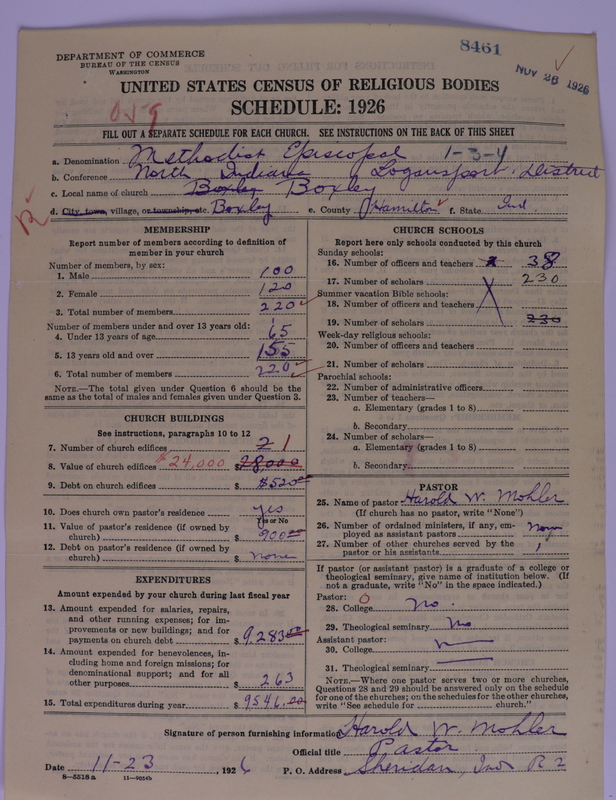 8461
NOV 26 1926
DEPARTMENT OF COMMERCE
BUREAU OF THE CENSUS
WASHINGTON
UNITED STATES CENSUS OF RELIGIOUS BODIES
SCHEDULE: 1926
FILL OUT A SEPARATE SCHEDULE FOR EACH CHURCH. SEE INSTRUCTIONS ON THE BACK OF THIS SHEET
a. Denomination Methodist Episcopal 1-3-4
b. Conference North Indiana Logansport District
c. Local name of church Boxley Boxley
d. City, town, village, or township, etc. Boxley e. County Hamilton f. State Ind.
MEMBERSHIP
Report number of members according to definition of
member in your church
Number of members, by sex:
1. Male 100
2. Female 120
3. Total number of members 220
Number of members under and over 13 years old:
4. Under 13 years of age 65
5. 13 years old and over 155
6. Total number of members 220
NOTE.—The total given under Question 6 should be
the same as total of males and females given under Question 3.
CHURCH BUILDINGS
See instructions, paragraphs 10 to 12
7. Number of church edifices 2 1
8. Value of church edifices $24,000 28000
9. Debt on church edifices $520
10. Does church own pastor's residence yes
Yes or No
11. Value of pastor's residence (if owned by
church) $ 900
12. Debt on pastor's residence (if owned by
church) $ none
EXPENDITURES
Amount expended by your church during last fiscal year
13. Amount expended for salaries, repairs,
and other running expenses; for im-
provements or new buildings; and for
payments on church debt $ 9283
14. Amount expended for benevolences, in-
cluding home and foreign missions; for
denominational support; and for all
other purposes $ 263
15. Total expenditures during year $ 9546.00
CHURCH SCHOOLS
Report here only schools conducted by this church
Sunday schools:
16. Number of officers and teachers 38
17. Number of scholars 230
Summer vacation Bible schools:
18. Number of officers and teachers
19. Number of scholars 230
Week-day religious schools:
20. Number of officers and teachers
21. Number of scholars
Parochial schools:
22. Number of administrative officers
23. Number of teachers—
a. Elementary (grades 1 to 8)
b. Secondary
24. Number of scholars—
a. Elementary (grades 1 to 8)
b. Secondary
PASTOR
25. Name of pastor Harold W. Mohler
(If church has no pastor, write "None")
26. Number of ordained ministers, if any, em-
ployed as assistant pastors
27. Number of other churches served by the
pastor or his assistants 1
If pastor (or assistant pastor) is a graduate of a college or
theological seminary, give name of institution below. (If
not a graduate, write "No" in the space indicated.)
Pastor: 0
28. College No.
29. Theological seminary No
Assistant pastor:
30. College
31. Theological seminary
NOTE.—Where one pastor serves two or more churches,
Questions 28 and 29 should be answered only on the schedule
for one of the churches; on the schedules for the other churches,
write "See schedule for church."
Signature of person furnishing information Harold W. Mohler
Official title Pastor
Date 11-23, 1926 P. O. Address Sheridan, Ind R 2
8—5518a 11—9014b